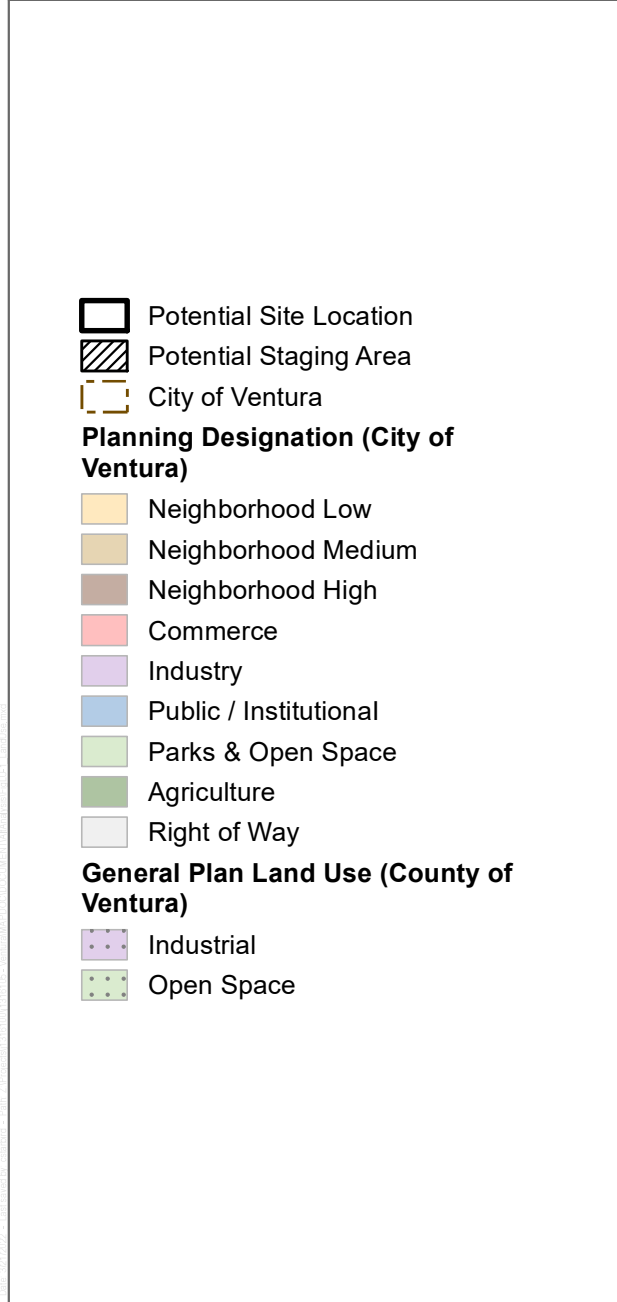 Potential Site Location
Potential Staging Area
City of Ventura
Planning Designation (City of
Ventura)
Neighborhood Low
Neighborhood Medium
Neighborhood High
Commerce
Industry
Public / Institutional
Parks & Open Space
Agriculture
Right of Way
General Plan Land Use (County of
Ventura)
Industrial
Open Space